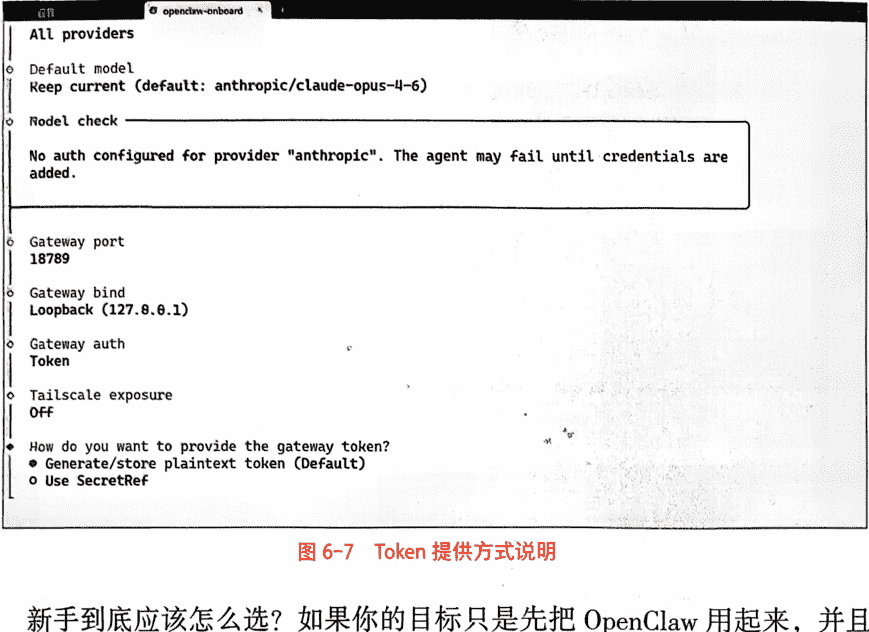 openclaw-onboard
All providers
Default model
Keep current (default: anthropic/claude-opus-4-6)
Model check
No auth configured for provider "anthropic". The agent may fail until credentials are
added.
Gateway port
18789
Gateway bind
Loopback (127.0.0.1)
Gateway auth
Token
Tailscale exposure
Off
How do you want to provide the gateway token?
Generate/store plaintext token (Default)
Use SecretRef
图 6-7 Token 提供方式说明
新手到底应该怎么选？如果你的目标只是先把 OpenClaw 用起来，并且